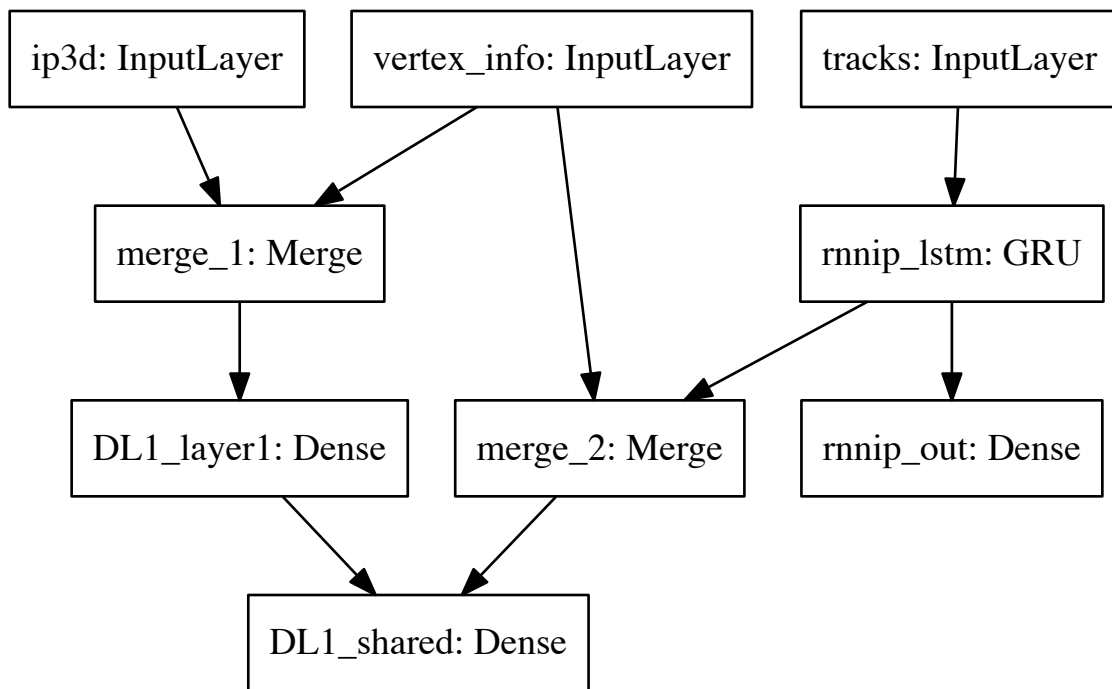 ip3d: InputLayer
vertex_info: InputLayer
tracks: InputLayer
merge_1: Merge
rnnip_lstm: GRU
DL1_layer1: Dense
merge_2: Merge
rnnip_out: Dense
DL1_shared: Dense